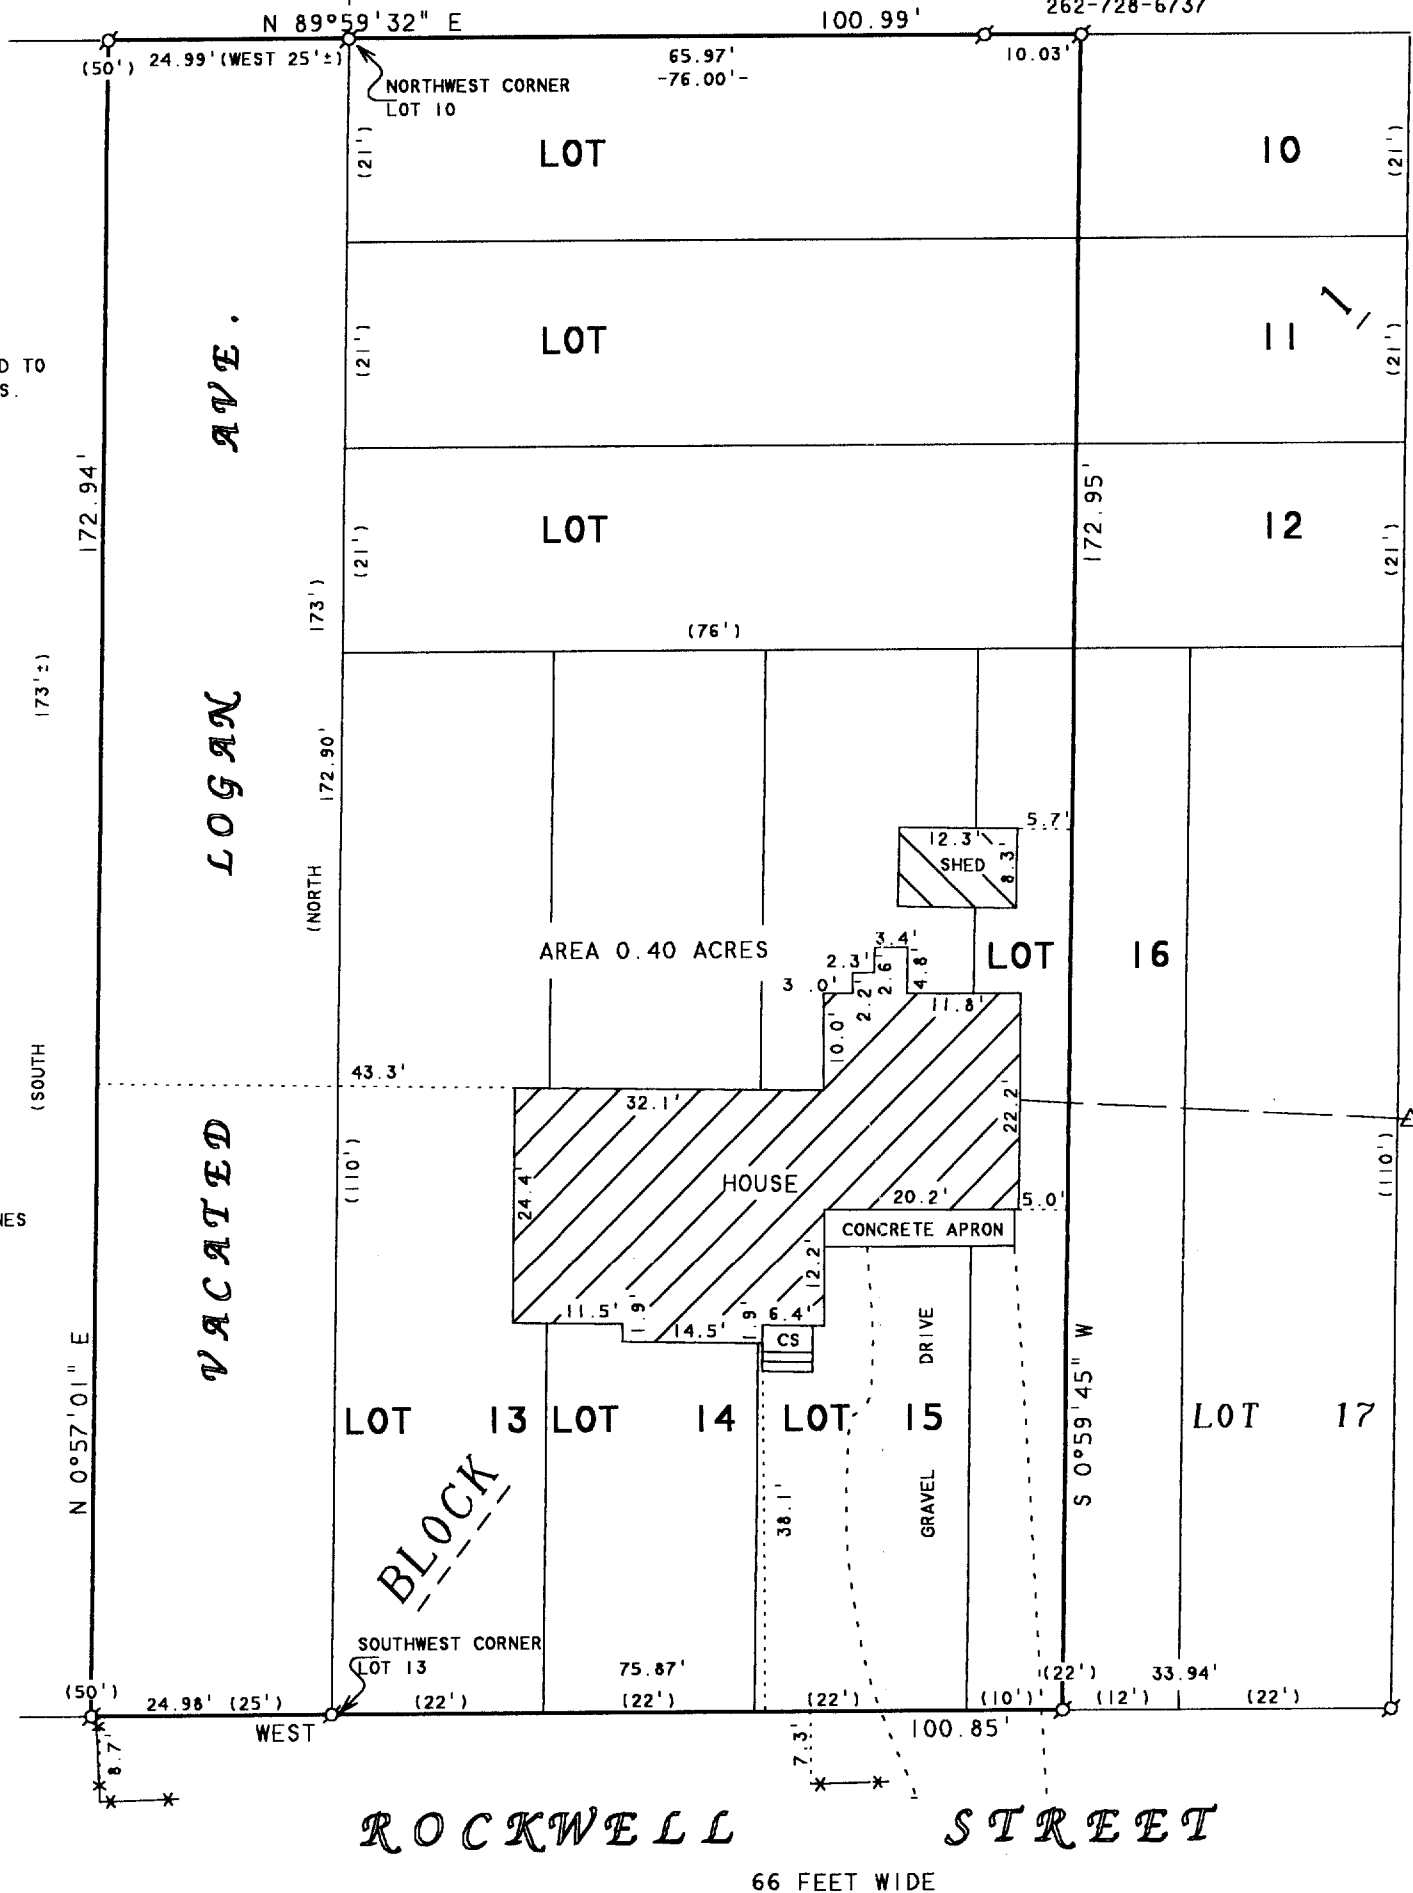 262-728-6737
N 89°59'32" E 100.99'
(50') 24.99' (WEST 25'±) 65.97' 10.03'
-76.00'-
NORTHWEST CORNER
LOT 10
(21') LOT 10 (21')
1
(21') LOT 11 (21')
D TO
S.
AVE.
172.94' 172.95'
(21') LOT 12 (21')
173')
(76')
173'±)
LOGAN
172.90'
5.7'
12.3'
SHED
8.3'
(NORTH
AREA 0.40 ACRES
LOT 16
3.4'
2.3'
2.6'
4.8'
3.0'
2.2'
11.8'
10.0'
(SOUTH
43.3'
32.1'
22.2'
VACATED
(110') (110')
24.4'
HOUSE
20.2'
5.0'
NES
CONCRETE APRON
12.2'
11.5'
1.9'
14.5'
1.9'
6.4'
CS
DRIVE
N 0°57'01" E
S 0°59'45" W
LOT 13 LOT 14 LOT 15 LOT 17
GRAVEL
38.1'
BLOCK
SOUTHWEST CORNER
LOT 13
75.87' (22') 33.94'
(50') 24.98' (25') (22') (22') (22') (10') (12') (22')
WEST 100.85'
8.7'
7.3'
ROCKWELL STREET
66 FEET WIDE